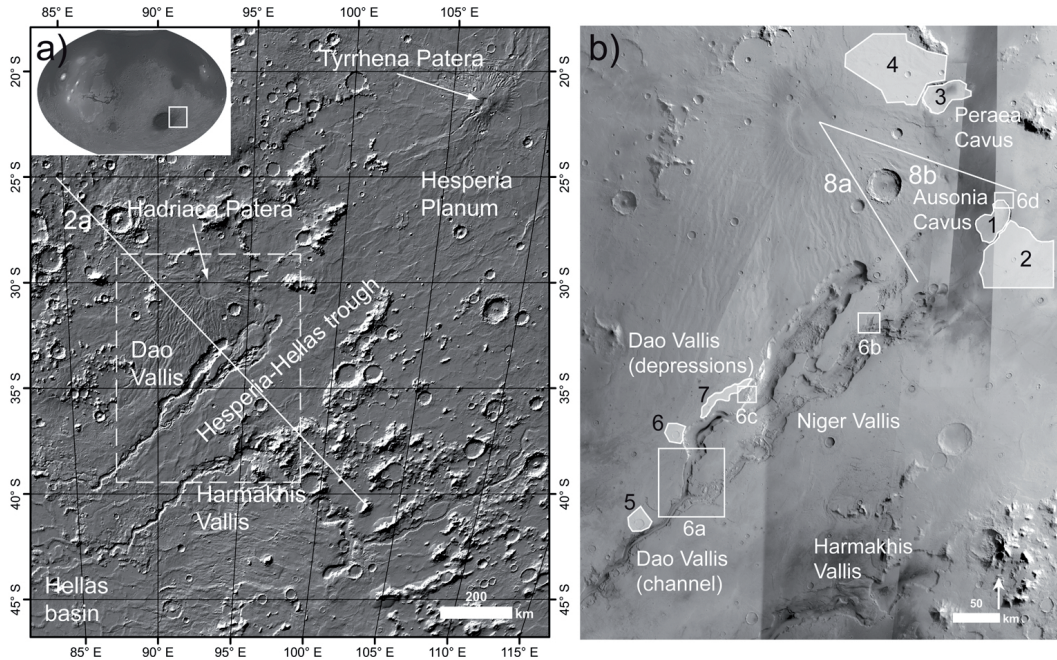 85° E 90° E 95° E 100° E 105° E
a)
20° S
25° S
30° S
35° S
40° S
45° S
Tyrrhena Patera
Hesperia
Planum
2a
Hadriaca Patera
Dao
Vallis
Hesperia-Hellas trough
Harmakhis
Vallis
Hellas
basin
200
km
20° S
25° S
30° S
35° S
40° S
45° S
85° E 90° E 95° E 100° E 105° E 110° E 115° E
b)
4
3
Peraea
Cavus
8a
8b
Ausonia
Cavus
6d
1
2
6b
Dao Vallis
(depressions)
7
6c
6
Niger Vallis
5
6a
Dao Vallis
(channel)
Harmakhis
Vallis
50
km